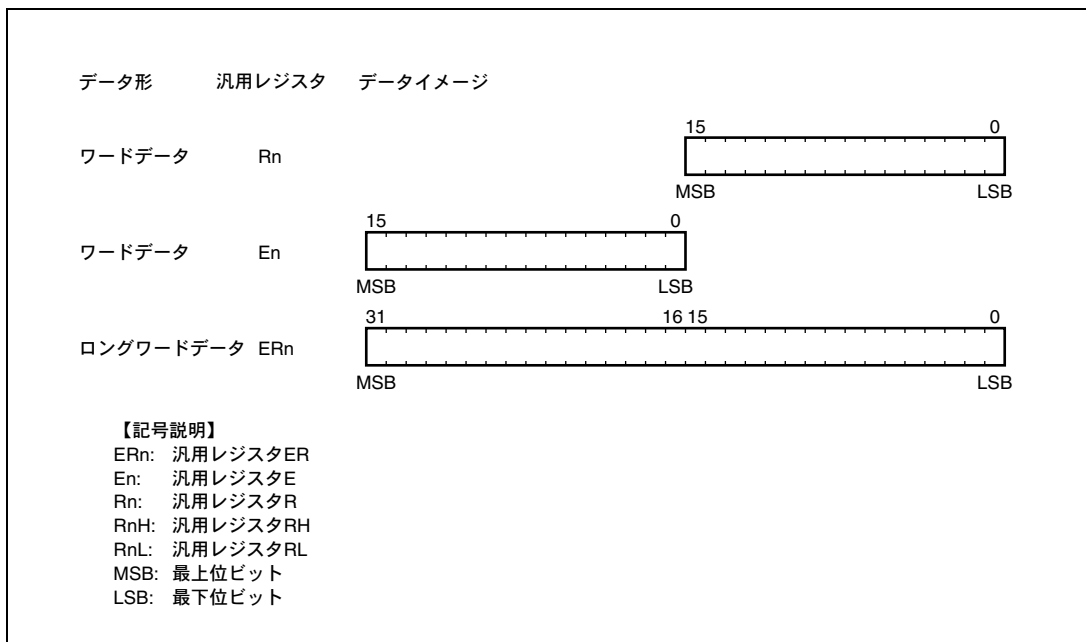 データ形 汎用レジスタ データイメージ
15 0
ワードデータ Rn
MSB LSB
15 0
ワードデータ En
MSB LSB
31 16 15 0
ロングワードデータ ERn
MSB LSB
【記号説明】
ERn: 汎用レジスタER
En: 汎用レジスタE
Rn: 汎用レジスタR
RnH: 汎用レジスタRH
RnL: 汎用レジスタRL
MSB: 最上位ビット
LSB: 最下位ビット